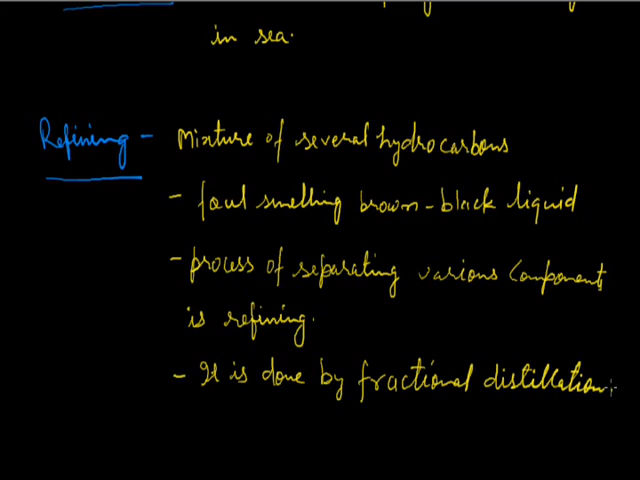 in sea.
Refining - Mixture of several hydrocarbons
- foul smelling brown-black liquid
- process of separating various components
is refining.
- It is done by fractional distillation.